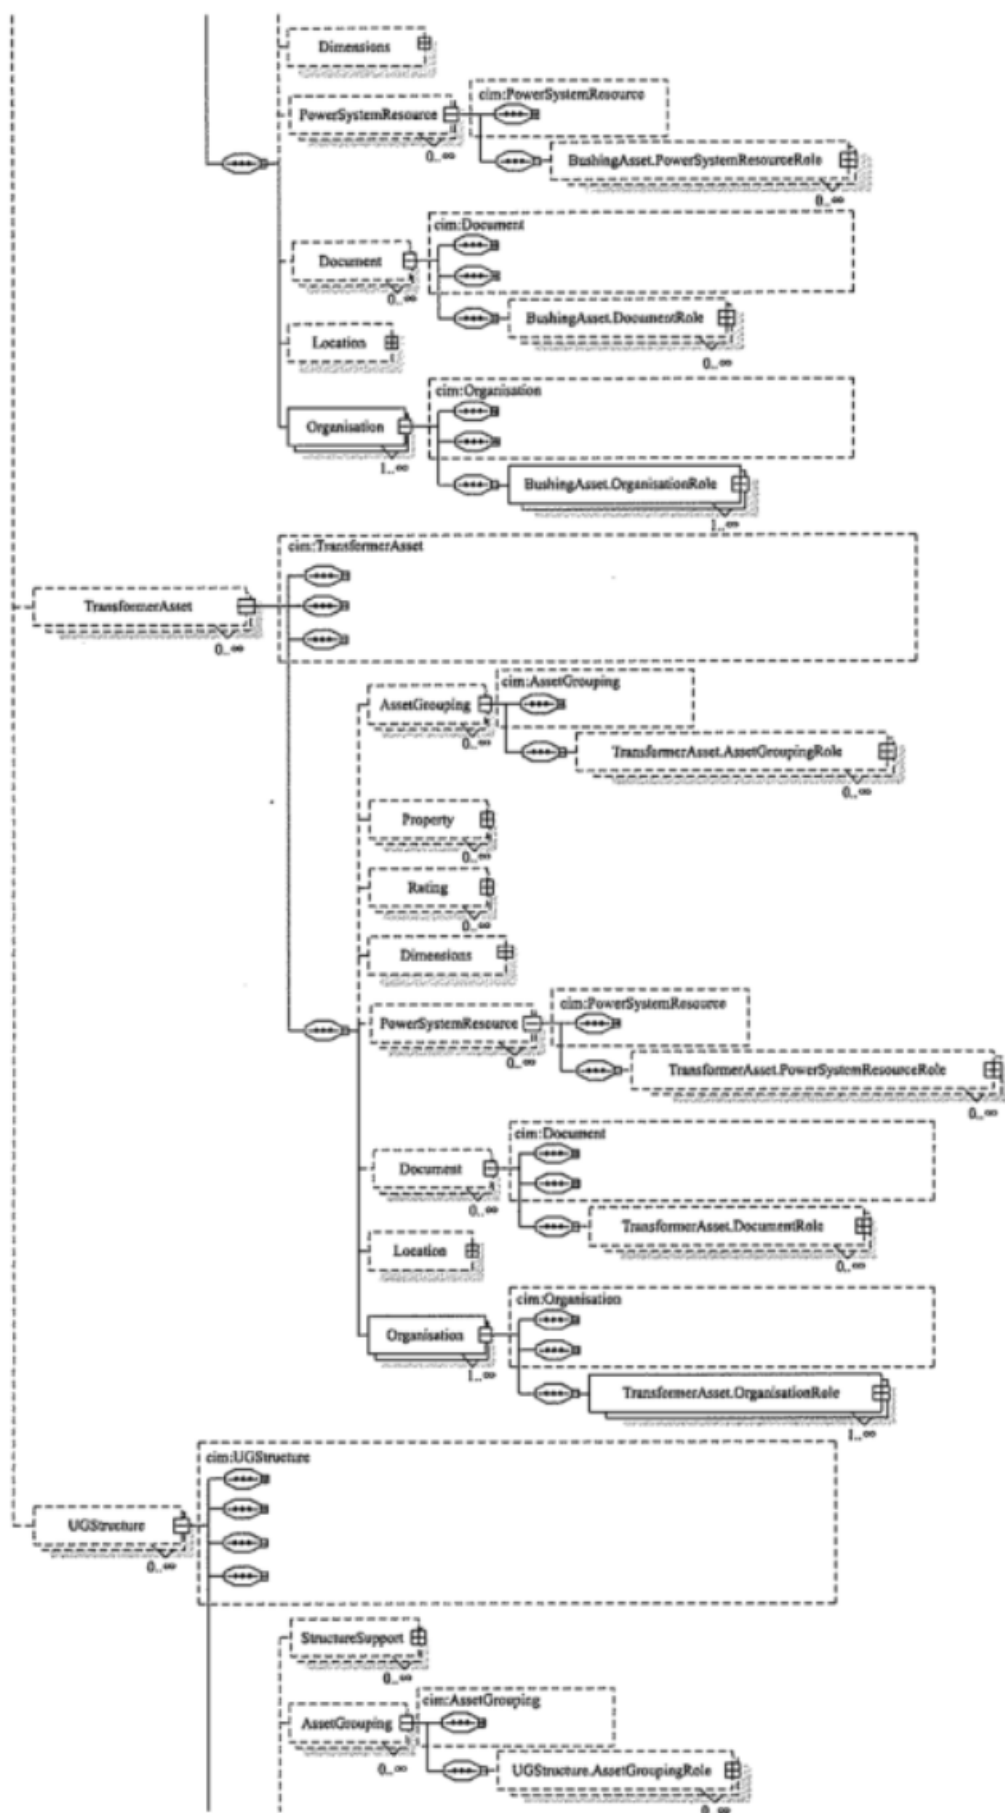 Dimensions
cim:PowerSystemResource
PowerSystemResource
0..∞
BushingAsset.PowerSystemResourceRole
0..∞
cim:Document
Document
0..∞
BushingAsset.DocumentRole
0..∞
Location
cim:Organisation
Organisation
1..∞
BushingAsset.OrganisationRole
1..∞
cim:TransformerAsset
TransformerAsset
0..∞
cim:AssetGrouping
AssetGrouping
0..∞
TransformerAsset.AssetGroupingRole
0..∞
Property
0..∞
Rating
0..∞
Dimensions
cim:PowerSystemResource
PowerSystemResource
0..∞
TransformerAsset.PowerSystemResourceRole
0..∞
cim:Document
Document
0..∞
TransformerAsset.DocumentRole
0..∞
Location
cim:Organisation
Organisation
1..∞
TransformerAsset.OrganisationRole
1..∞
cim:UGStructure
UGStructure
0..∞
StructureSupport
0..∞
cim:AssetGrouping
AssetGrouping
0..∞
UGStructure.AssetGroupingRole
0..∞